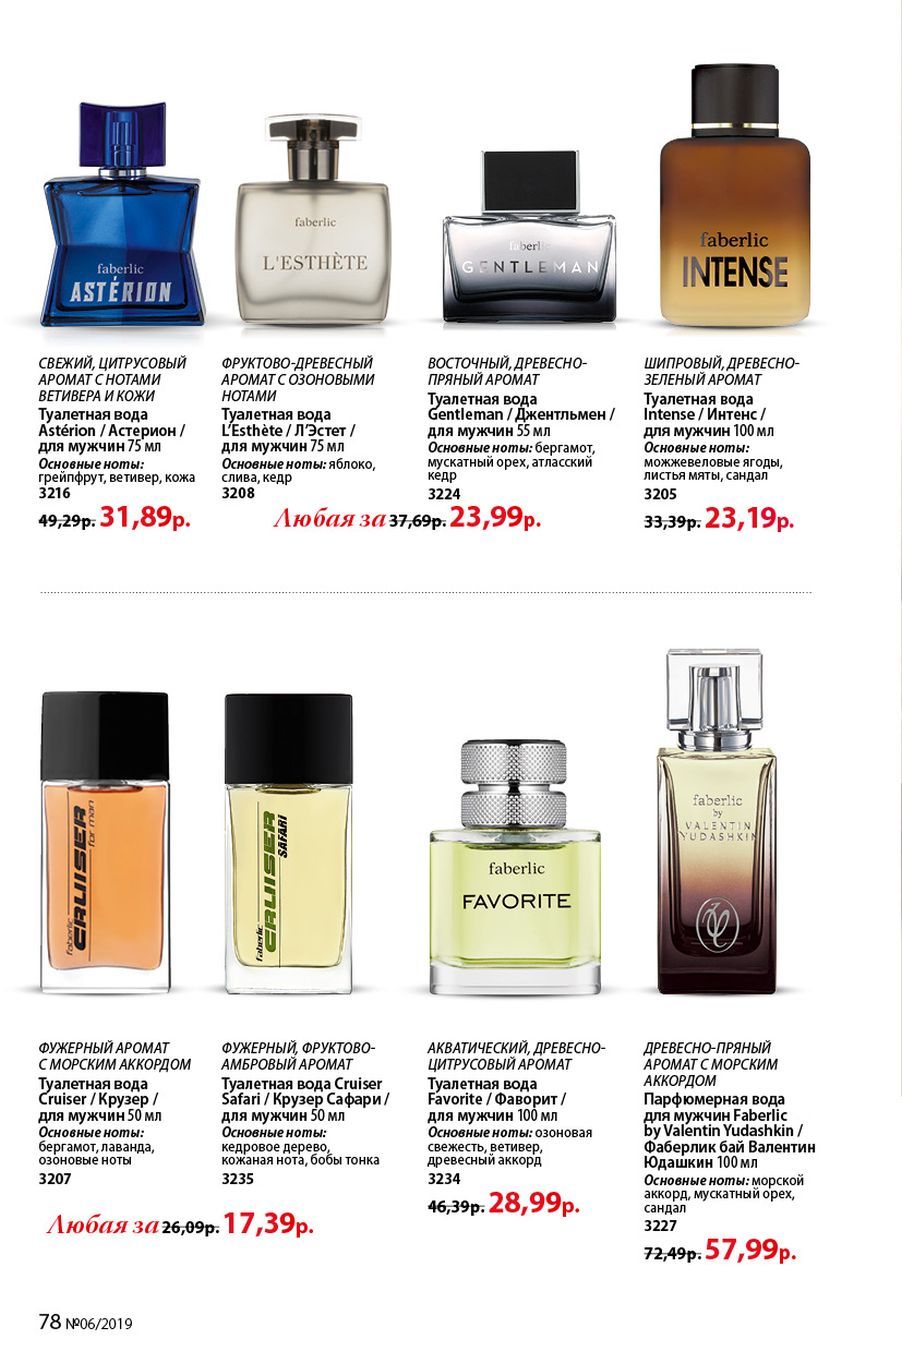 faberlic
ASTÉRION
faberlic
L'ESTHÈTE
faberlic
GENTLEMAN
faberlic
INTENSE
СВЕЖИЙ, ЦИТРУСОВЫЙ
АРОМАТ С НОТАМИ
ВЕТИВЕРА И КОЖИ
Туалетная вода
Astérion / Астерион /
для мужчин 75 мл
Основные ноты:
грейпфрут, ветивер, кожа
3216
49,29р. 31,89р.
ФРУКТОВО-ДРЕВЕСНЫЙ
АРОМАТ С ОЗОНОВЫМИ
НОТАМИ
Туалетная вода
L'Esthète / Л'Эстет /
для мужчин 75 мл
Основные ноты: яблоко,
слива, кедр
3208
ВОСТОЧНЫЙ, ДРЕВЕСНО-
ПРЯНЫЙ АРОМАТ
Туалетная вода
Gentleman / Джентльмен /
для мужчин 55 мл
Основные ноты: бергамот,
мускатный орех, атласский
кедр
3224
Любая за 37,69р. 23,99р.
ШИПРОВЫЙ, ДРЕВЕСНО-
ЗЕЛЕНЫЙ АРОМАТ
Туалетная вода
Intense / Интенс /
для мужчин 100 мл
Основные ноты:
можжевеловые ягоды,
листья мяты, сандал
3205
33,39р. 23,19р.
faberlic
CRUISER
for man
faberlic
CRUISER
SAFARI
faberlic
FAVORITE
faberlic
by
VALENTIN
YUDASHKIN
ФУЖЕРНЫЙ АРОМАТ
С МОРСКИМ АККОРДОМ
Туалетная вода
Cruiser / Крузер /
для мужчин 50 мл
Основные ноты:
бергамот, лаванда,
озоновые ноты
3207
ФУЖЕРНЫЙ, ФРУКТОВО-
АМБРОВЫЙ АРОМАТ
Туалетная вода Cruiser
Safari / Крузер Сафари /
для мужчин 50 мл
Основные ноты:
кедровое дерево,
кожаная нота, бобы тонка
3235
Любая за 26,09р. 17,39р.
АКВАТИЧЕСКИЙ, ДРЕВЕСНО-
ЦИТРУСОВЫЙ АРОМАТ
Туалетная вода
Favorite / Фаворит /
для мужчин 100 мл
Основные ноты: озоновая
свежесть, ветивер,
древесный аккорд
3234
46,39р. 28,99р.
ДРЕВЕСНО-ПРЯНЫЙ
АРОМАТ С МОРСКИМ
АККОРДОМ
Парфюмерная вода
для мужчин Faberlic
by Valentin Yudashkin /
Фаберлик бай Валентин
Юдашкин 100 мл
Основные ноты: морской
аккорд, мускатный орех,
сандал
3227
72,49р. 57,99р.
78 №06/2019